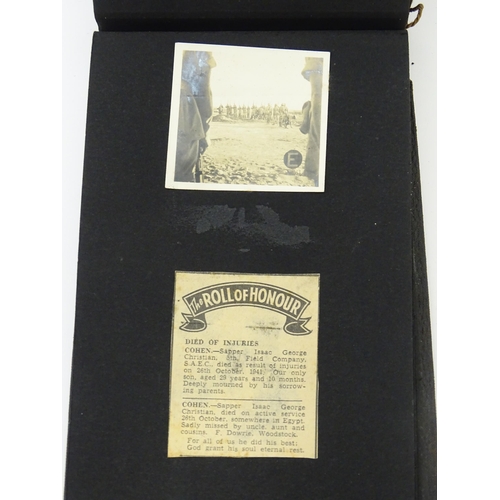 E
The ROLL OF HONOUR
DIED OF INJURIES
COHEN.—Sapper Isaac George
Christian, 5th, Field Company,
S.A.E.C., died as result of injuries
on 26th October, 1941. Our only
son, aged 29 years and 10 months.
Deeply mourned by his sorrow-
ing parents.
COHEN.—Sapper Isaac George
Christian, died on active service
26th October, somewhere in Egypt.
Sadly missed by uncle, aunt and
cousins. F. Dowrie, Woodstock.
For all of us he did his best;
God grant his soul eternal rest.